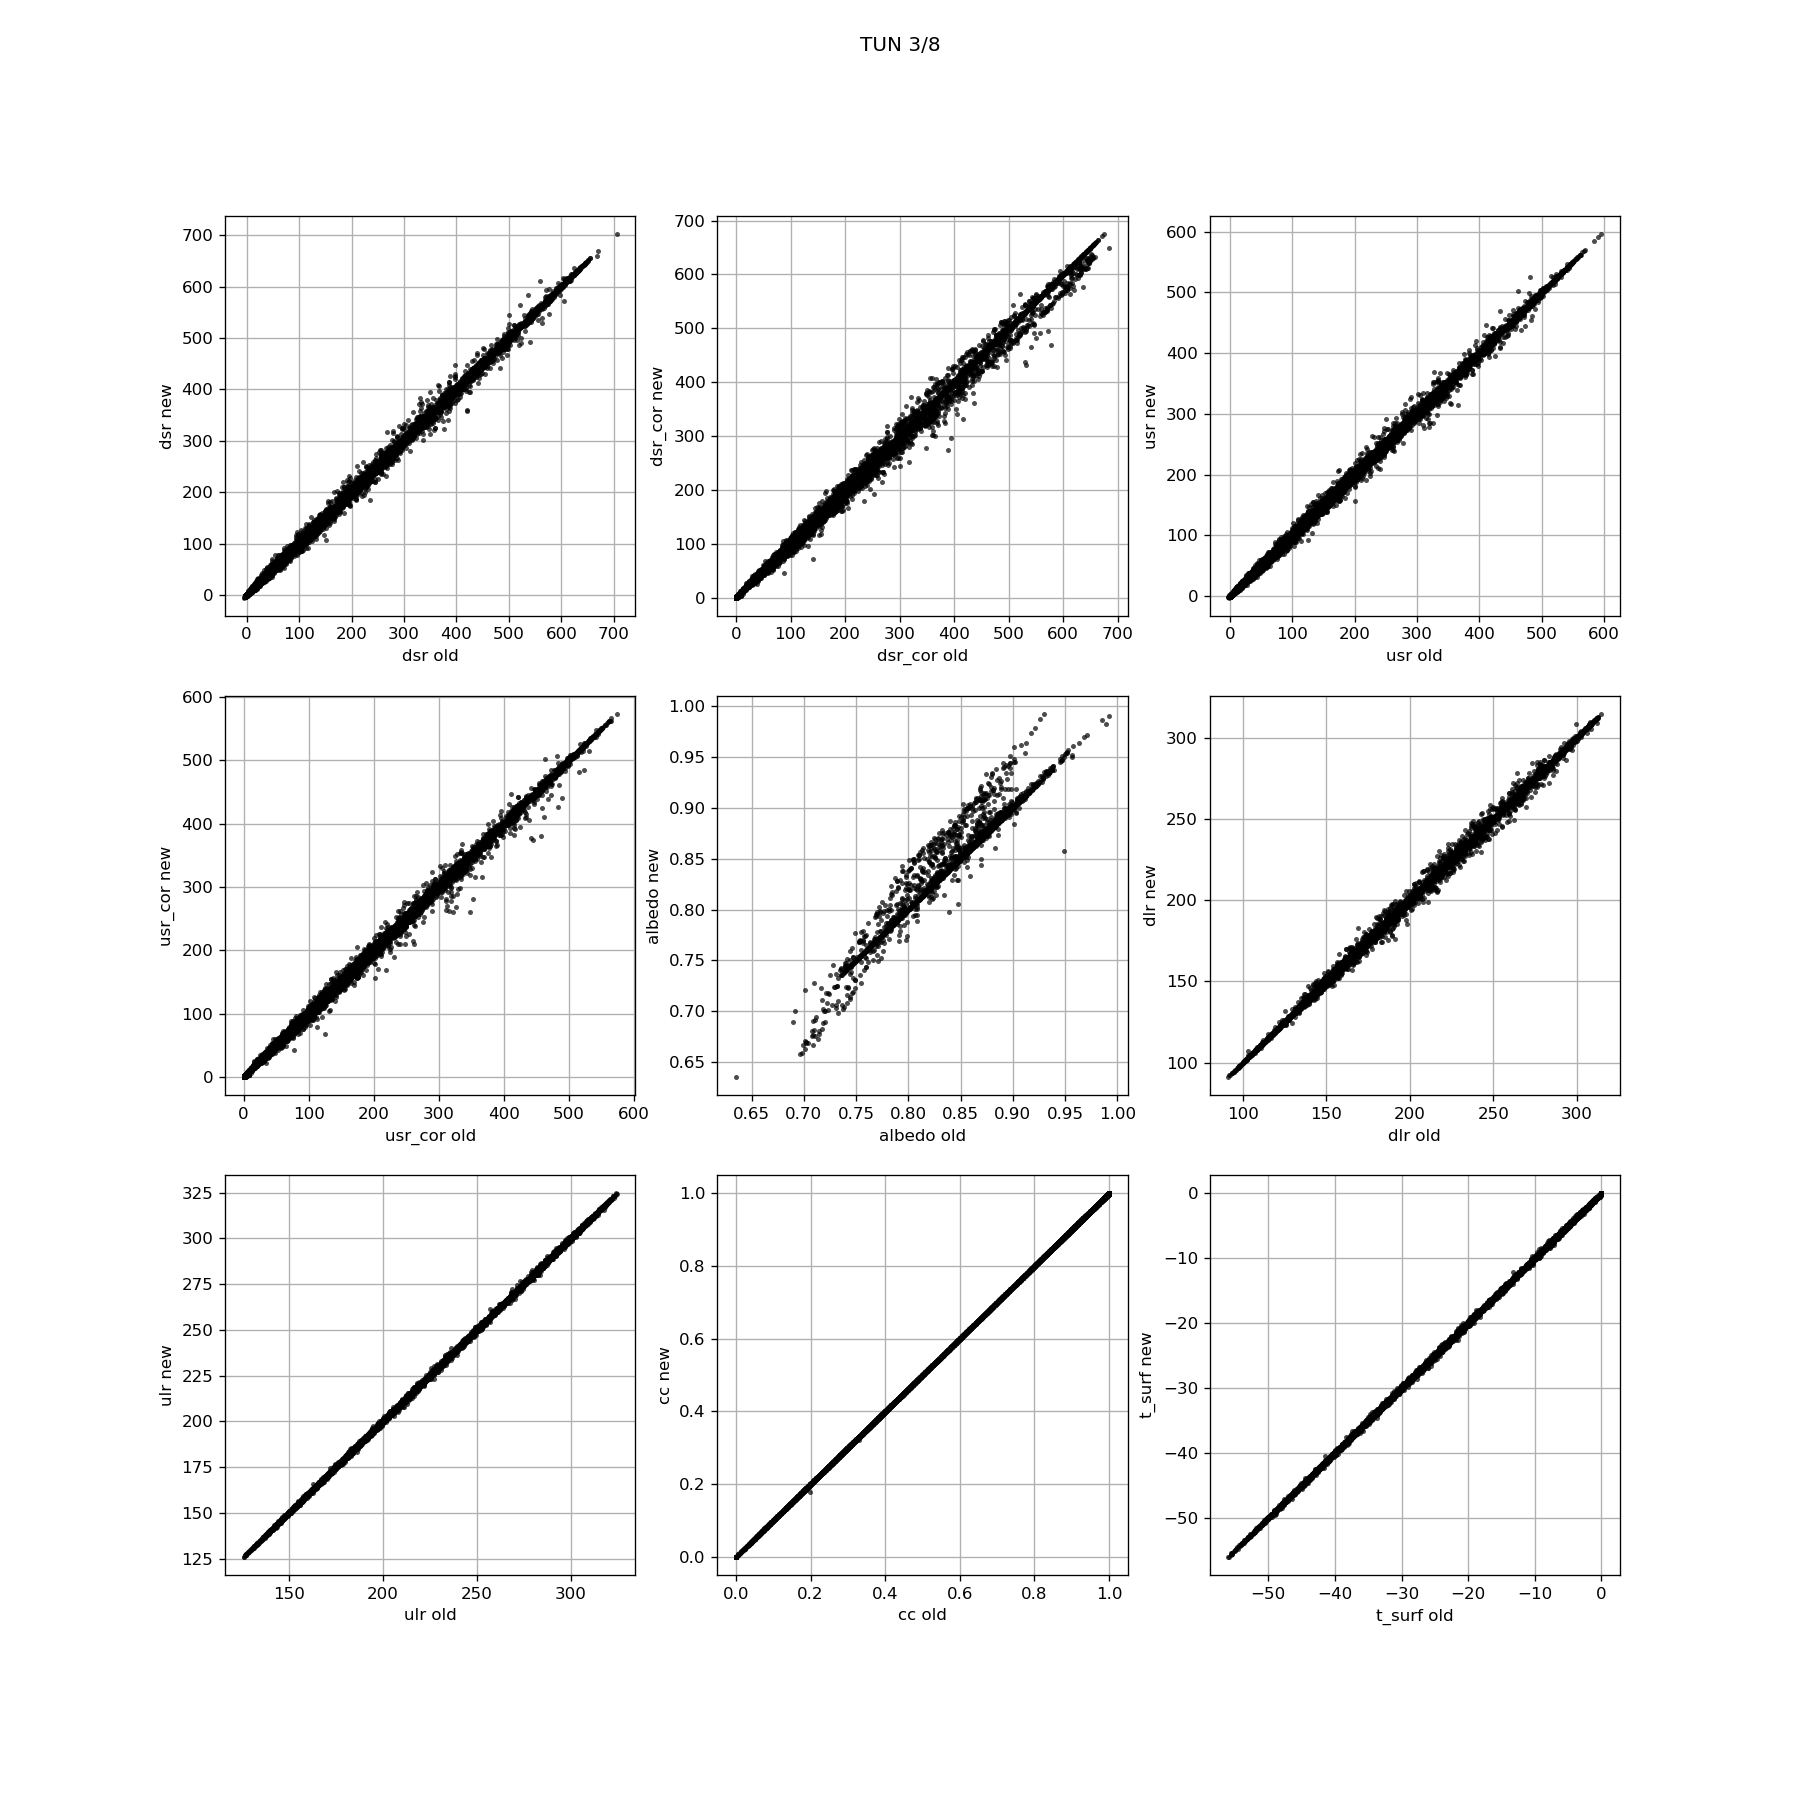 TUN 3/8
700
600
500
400
300
200
100
0
dsr new
0 100 200 300 400 500 600 700
dsr old
700
600
500
400
300
200
100
0
dsr_cor new
0 100 200 300 400 500 600 700
dsr_cor old
600
500
400
300
200
100
0
usr new
0 100 200 300 400 500 600
usr old
600
500
400
300
200
100
0
usr_cor new
0 100 200 300 400 500 600
usr_cor old
1.00
0.95
0.90
0.85
0.80
0.75
0.70
0.65
albedo new
0.65 0.70 0.75 0.80 0.85 0.90 0.95 1.00
albedo old
300
250
200
150
100
dlr new
100 150 200 250 300
dlr old
325
300
275
250
225
200
175
150
125
ulr new
150 200 250 300
ulr old
1.0
0.8
0.6
0.4
0.2
0.0
cc new
0.0 0.2 0.4 0.6 0.8 1.0
cc old
0
−10
−20
−30
−40
−50
t_surf new
−50 −40 −30 −20 −10 0
t_surf old